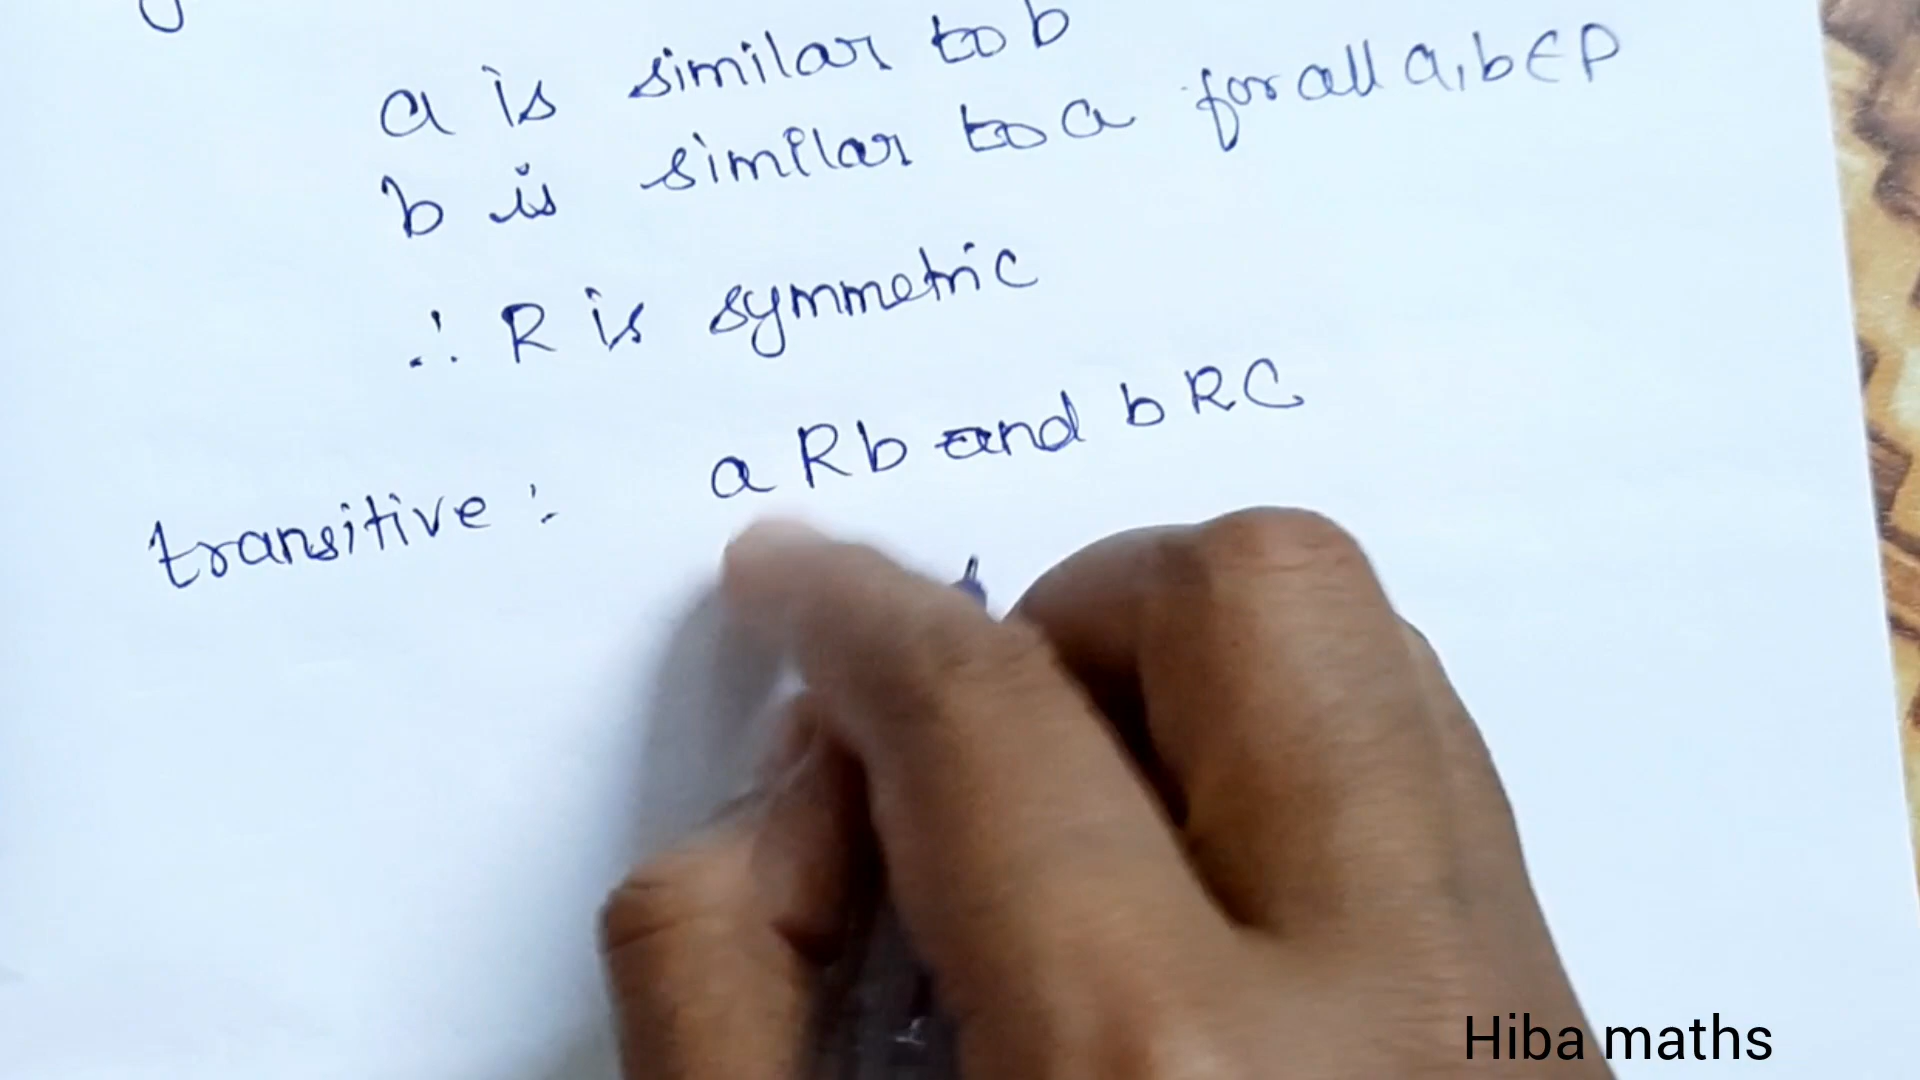 a is similar to b
b is similar to a for all a,b ∈ P
∴ R is symmetric
transitive : a R b and b R C
Hiba maths